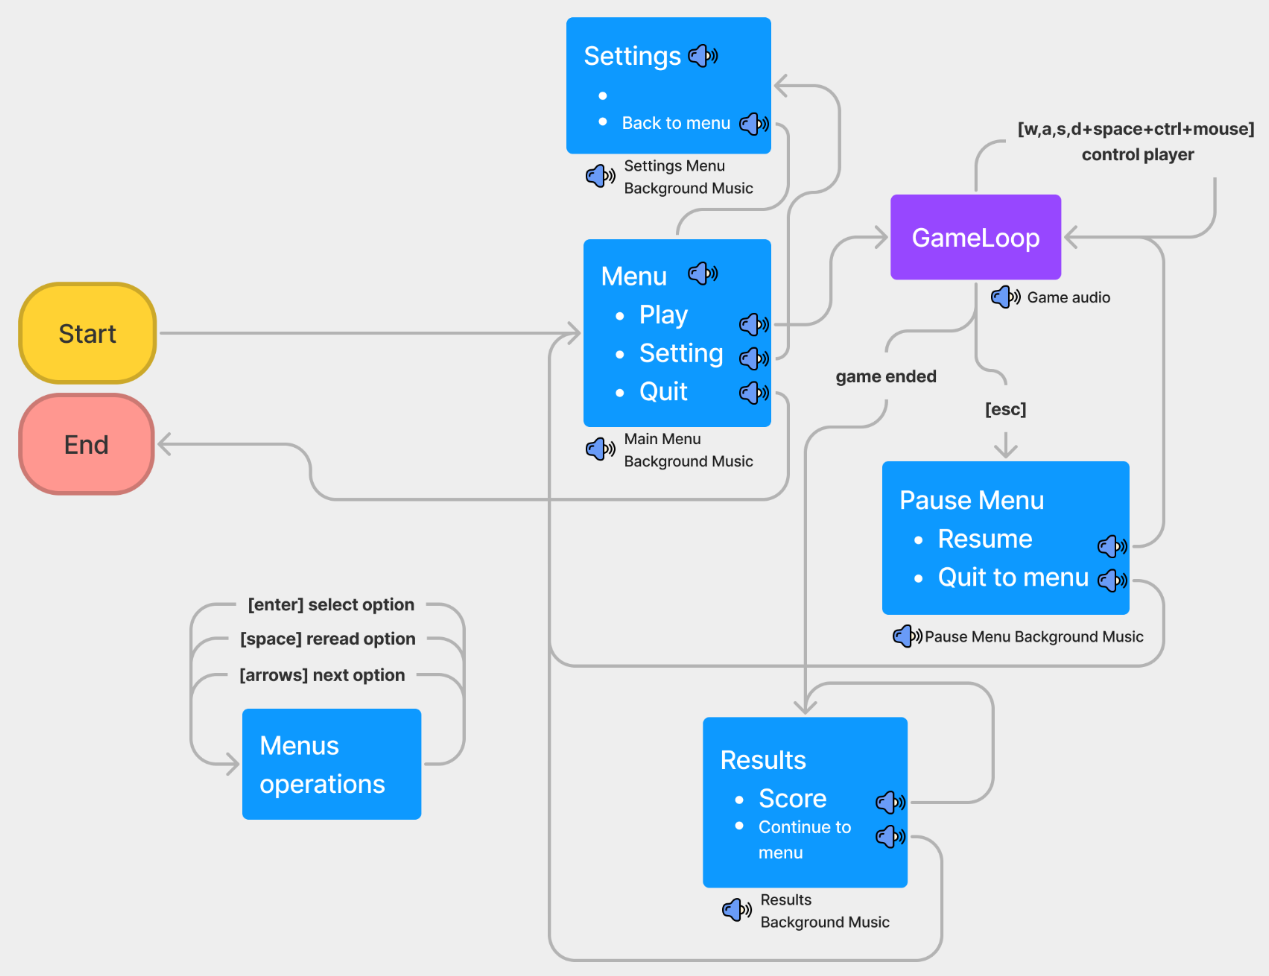 Settings
Back to menu
Settings Menu
Background Music
[w,a,s,d+space+ctrl+mouse]
control player
GameLoop
Game audio
Menu
Play
Setting
Quit
Main Menu
Background Music
Start
End
game ended
[esc]
Pause Menu
Resume
Quit to menu
Pause Menu Background Music
[enter] select option
[space] reread option
[arrows] next option
Menus
operations
Results
Score
Continue to
menu
Results
Background Music